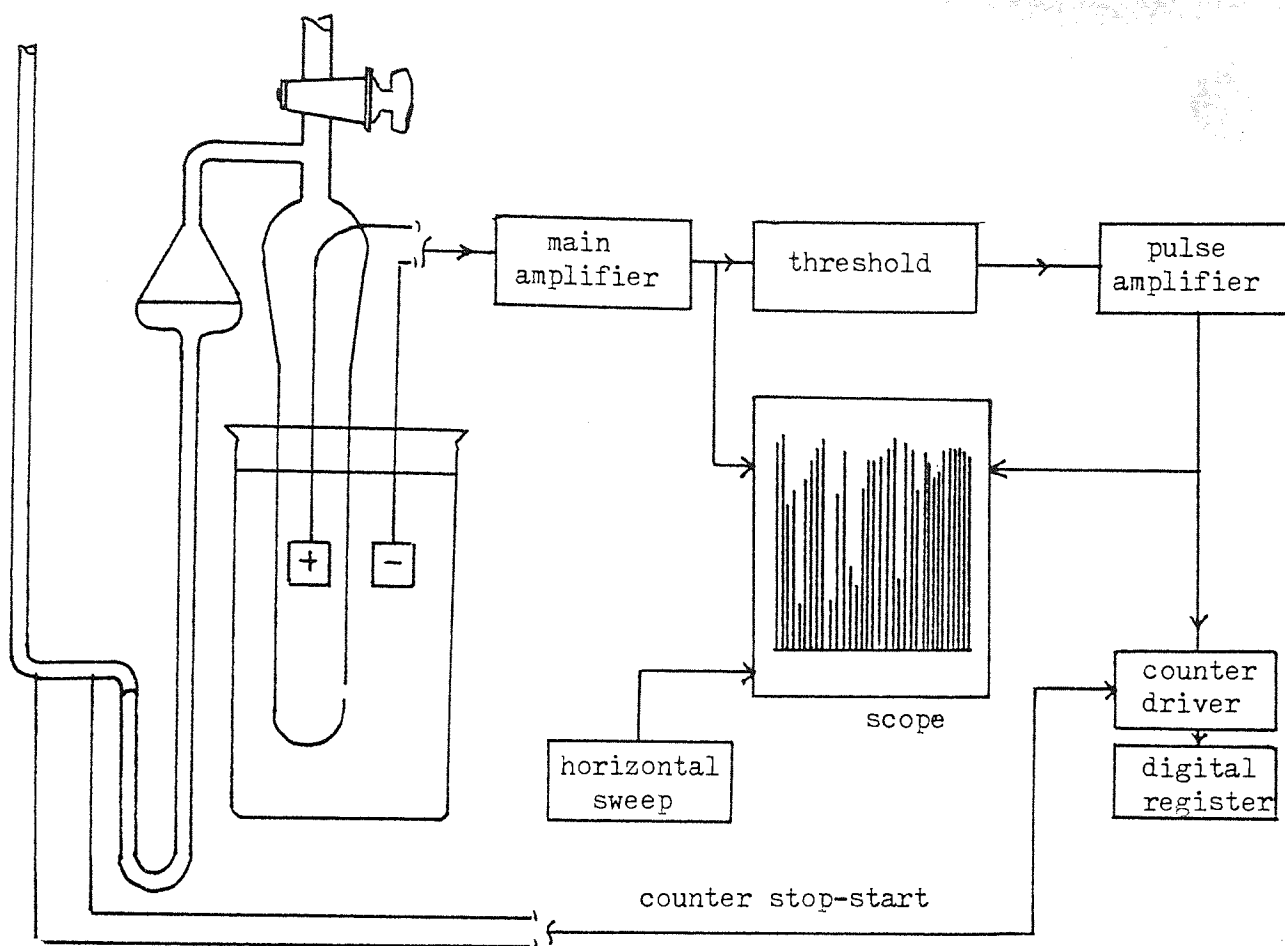 main
amplifier
threshold
pulse
amplifier
+
-
scope
counter
driver
horizontal
sweep
digital
register
counter stop-start